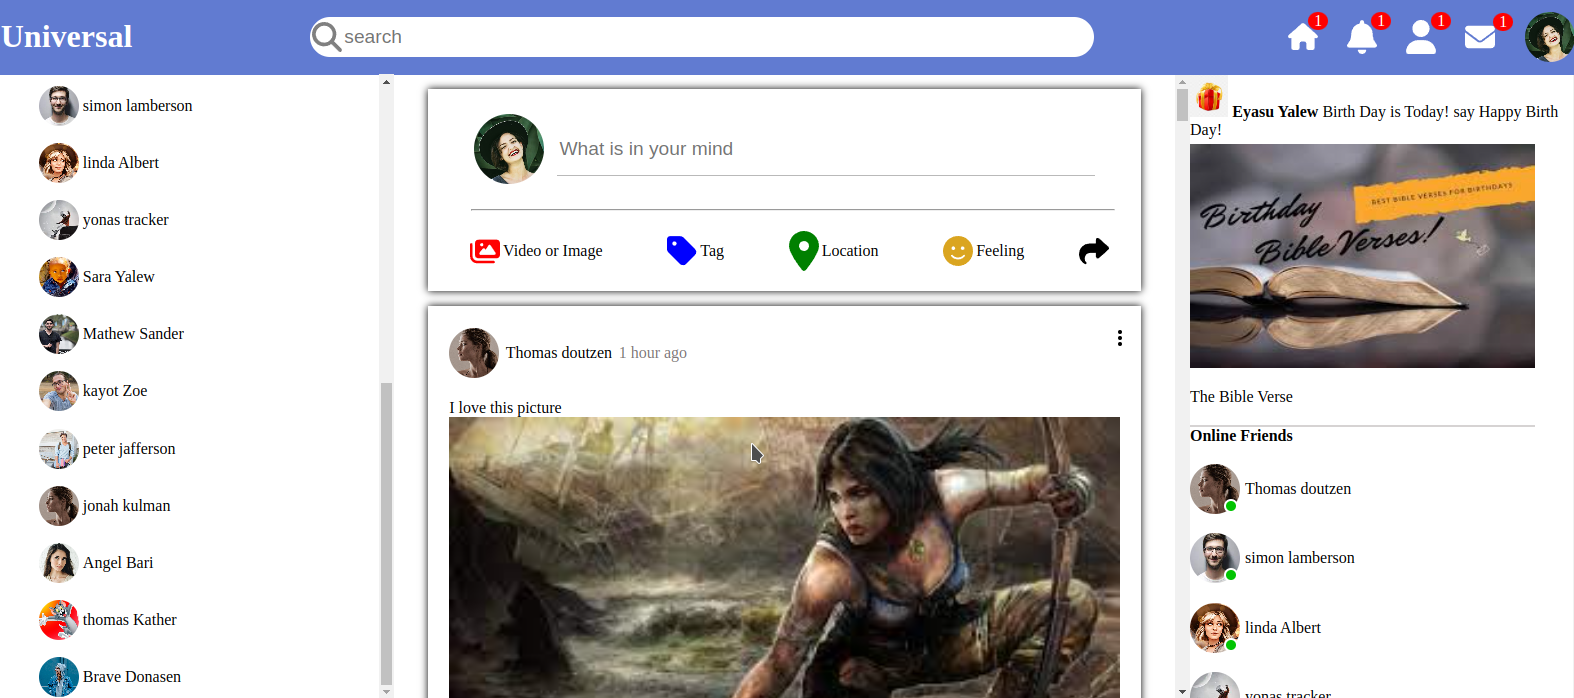 Universal
search
1
1
1
1
simon lamberson
linda Albert
yonas tracker
Sara Yalew
Mathew Sander
kayot Zoe
peter jafferson
jonah kulman
Angel Bari
thomas Kather
Brave Donasen
What is in your mind
Video or Image
Tag
Location
Feeling
Thomas doutzen 1 hour ago
I love this picture
Eyasu Yalew Birth Day is Today! say Happy Birth
Day!
BEST BIBLE VERSES FOR BIRTHDAYS
Birthday
Bible Verses!
The Bible Verse
Online Friends
Thomas doutzen
simon lamberson
linda Albert
yonas tracker